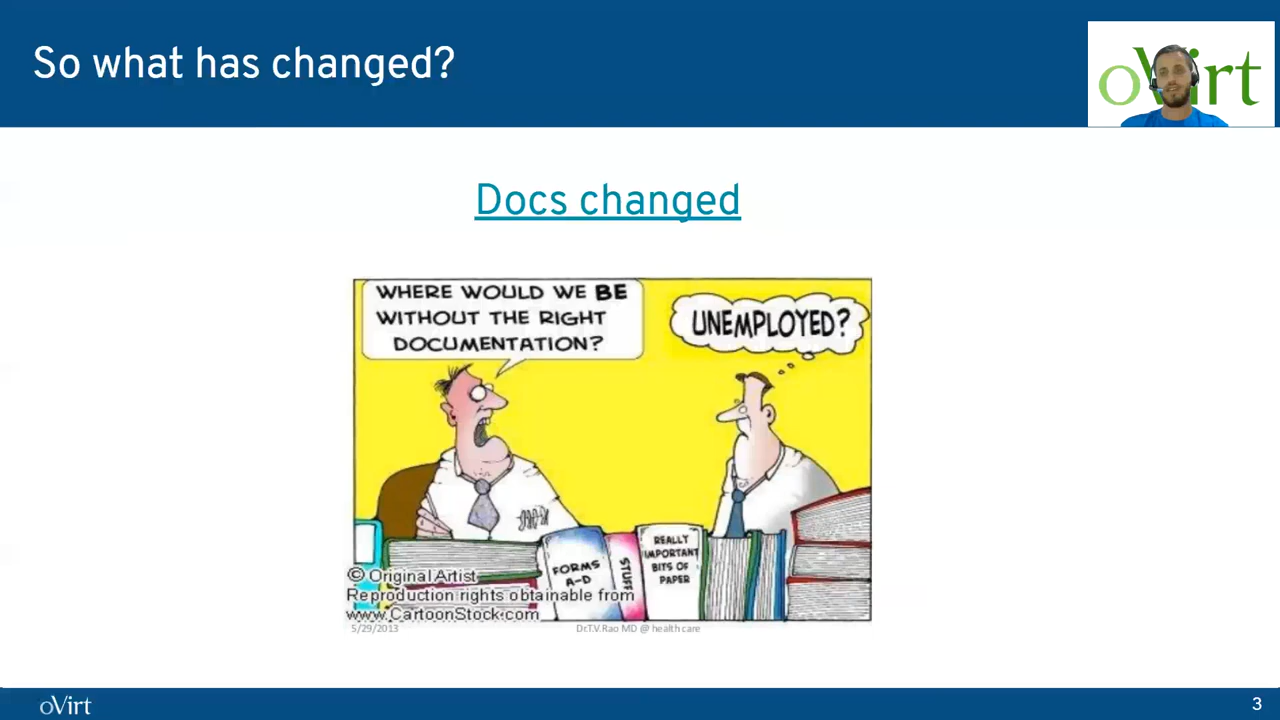 So what has changed?
oVirt
Docs changed
WHERE WOULD WE BE
WITHOUT THE RIGHT
DOCUMENTATION?
UNEMPLOYED?
FORMS
A-D
STUFF
REALLY
IMPORTANT
BITS OF
PAPER
© Original Artist
Reproduction rights obtainable from
www.CartoonStock.com
5/29/2013
Dr.T.V.Rao MD @ health care
oVirt
3